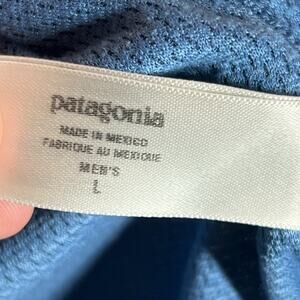 patagonia
MADE IN MEXICO
FABRIQUE AU MEXIQUE
MEN'S
L